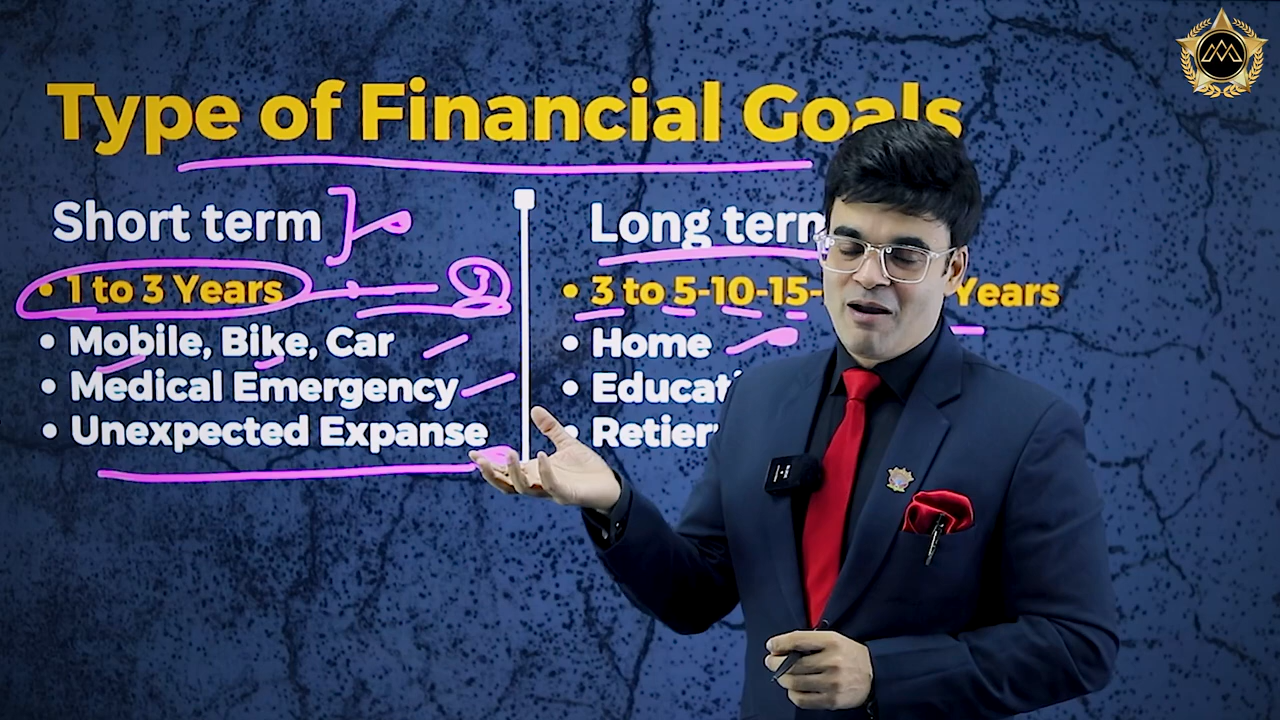 Type of Financial Goals
Short term
• 1 to 3 Years
• Mobile, Bike, Car
• Medical Emergency
• Unexpected Expanse
Long term
• 3 to 5-10-15- Years
• Home